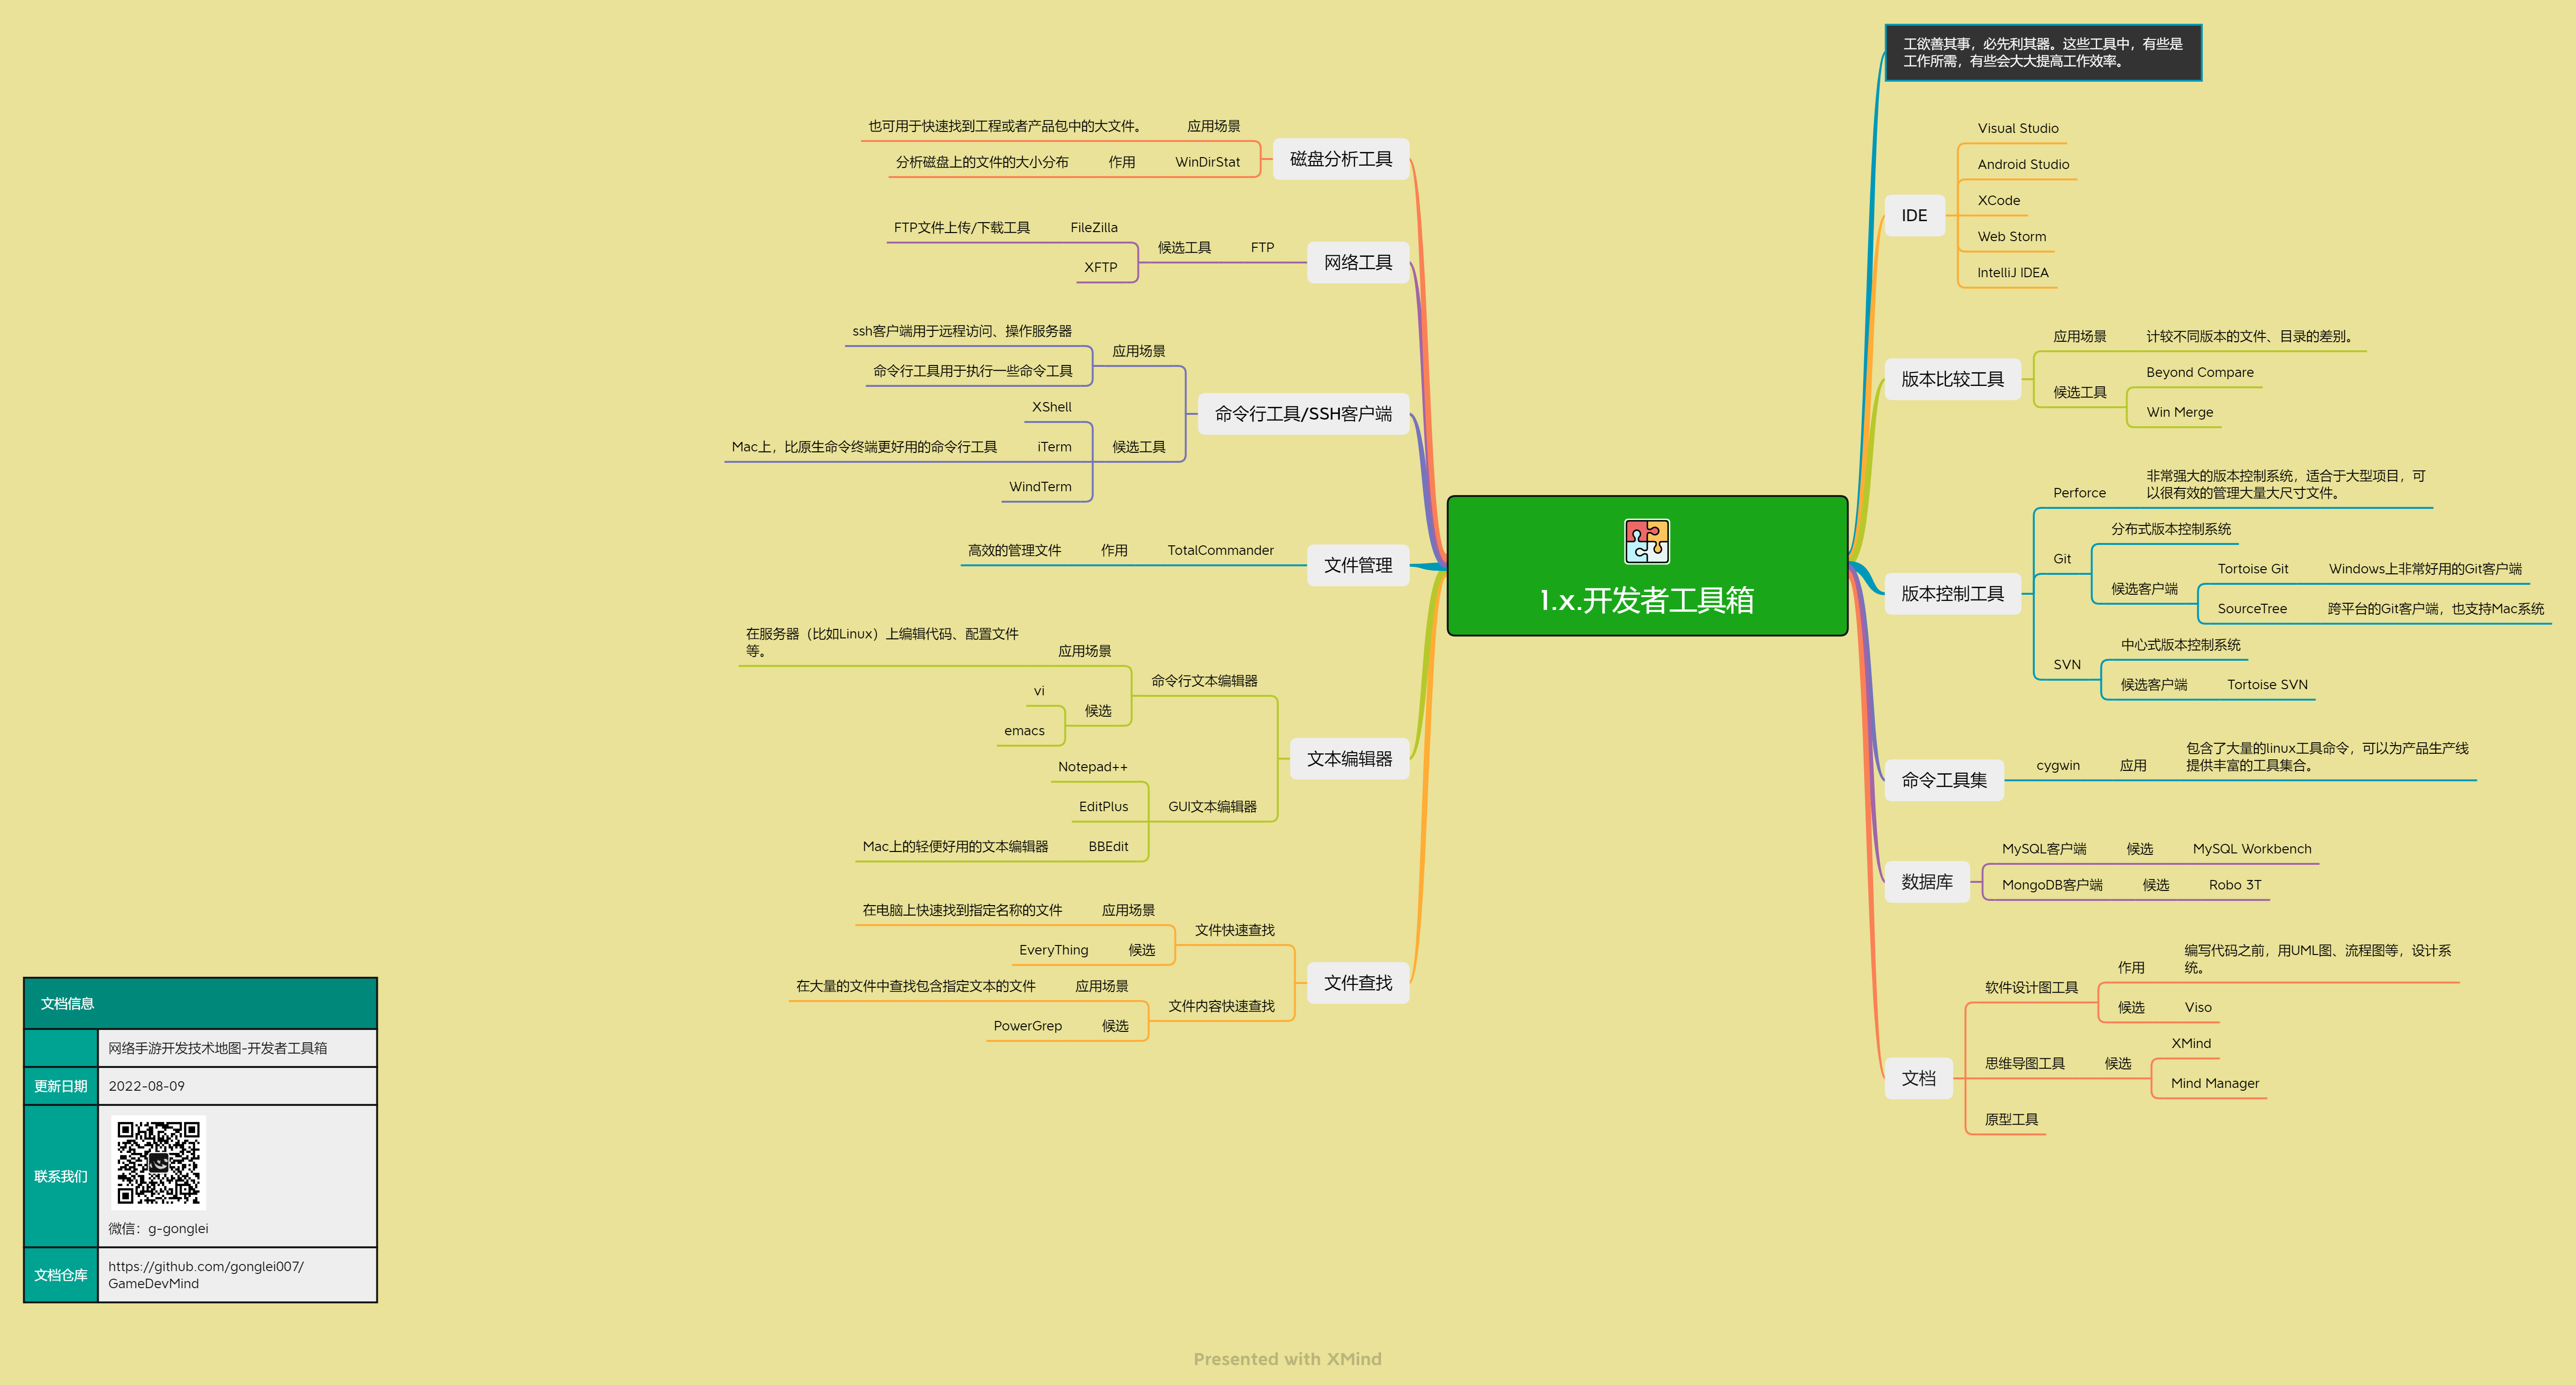 工欲善其事，必先利其器。这些工具中，有些是
工作所需，有些会大大提高工作效率。
1.x.开发者工具箱
IDE
Visual Studio
Android Studio
XCode
Web Storm
IntelliJ IDEA
版本比较工具
应用场景
计较不同版本的文件、目录的差别。
候选工具
Beyond Compare
Win Merge
版本控制工具
Perforce
非常强大的版本控制系统，适合于大型项目，可
以很有效的管理大量大尺寸文件。
Git
分布式版本控制系统
候选客户端
Tortoise Git
Windows上非常好用的Git客户端
SourceTree
跨平台的Git客户端，也支持Mac系统
SVN
中心式版本控制系统
候选客户端
Tortoise SVN
命令工具集
cygwin
应用
包含了大量的linux工具命令，可以为产品生产线
提供丰富的工具集合。
数据库
MySQL客户端
候选
MySQL Workbench
MongoDB客户端
候选
Robo 3T
文档
软件设计图工具
作用
编写代码之前，用UML图、流程图等，设计系
统。
候选
Viso
思维导图工具
候选
XMind
Mind Manager
原型工具
磁盘分析工具
应用场景
也可用于快速找到工程或者产品包中的大文件。
WinDirStat
作用
分析磁盘上的文件的大小分布
网络工具
FTP
候选工具
FileZilla
FTP文件上传/下载工具
XFTP
命令行工具/SSH客户端
应用场景
ssh客户端用于远程访问、操作服务器
命令行工具用于执行一些命令工具
候选工具
XShell
iTerm
Mac上，比原生命令终端更好用的命令行工具
WindTerm
文件管理
TotalCommander
作用
高效的管理文件
文本编辑器
命令行文本编辑器
应用场景
在服务器（比如Linux）上编辑代码、配置文件
等。
候选
vi
emacs
GUI文本编辑器
Notepad++
EditPlus
BBEdit
Mac上的轻便好用的文本编辑器
文件查找
文件快速查找
应用场景
在电脑上快速找到指定名称的文件
候选
EveryThing
文件内容快速查找
应用场景
在大量的文件中查找包含指定文本的文件
候选
PowerGrep
文档信息
网络手游开发技术地图-开发者工具箱
更新日期
2022-08-09
联系我们
微信：g-gonglei
文档仓库
https://github.com/gonglei007/
GameDevMind
Presented with XMind